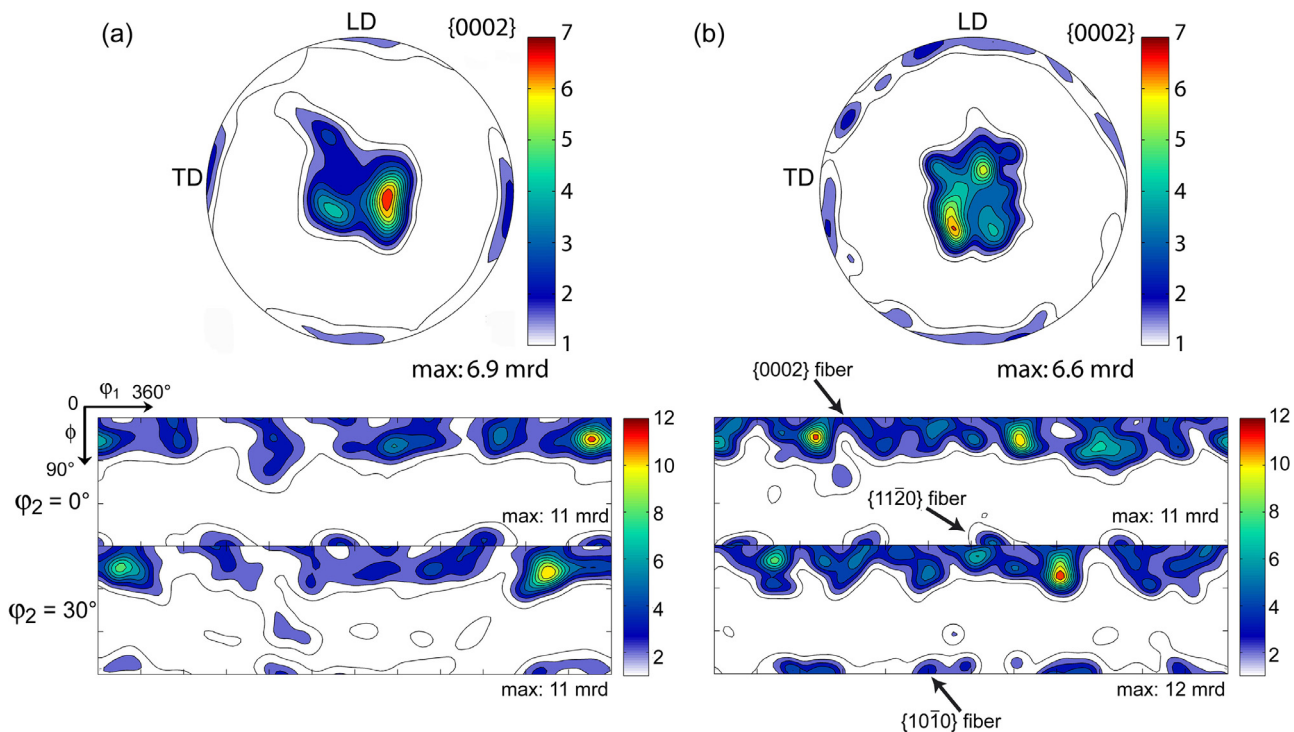 (a)
LD
{0002}
TD
7
6
5
4
3
2
1
max: 6.9 mrd
(b)
LD
{0002}
TD
7
6
5
4
3
2
1
max: 6.6 mrd
0
φ₁ 360°
ϕ
90°
φ₂ = 0°
max: 11 mrd
φ₂ = 30°
max: 11 mrd
12
10
8
6
4
2
{0002} fiber
{112̄0} fiber
max: 11 mrd
{101̄0} fiber
max: 12 mrd
12
10
8
6
4
2